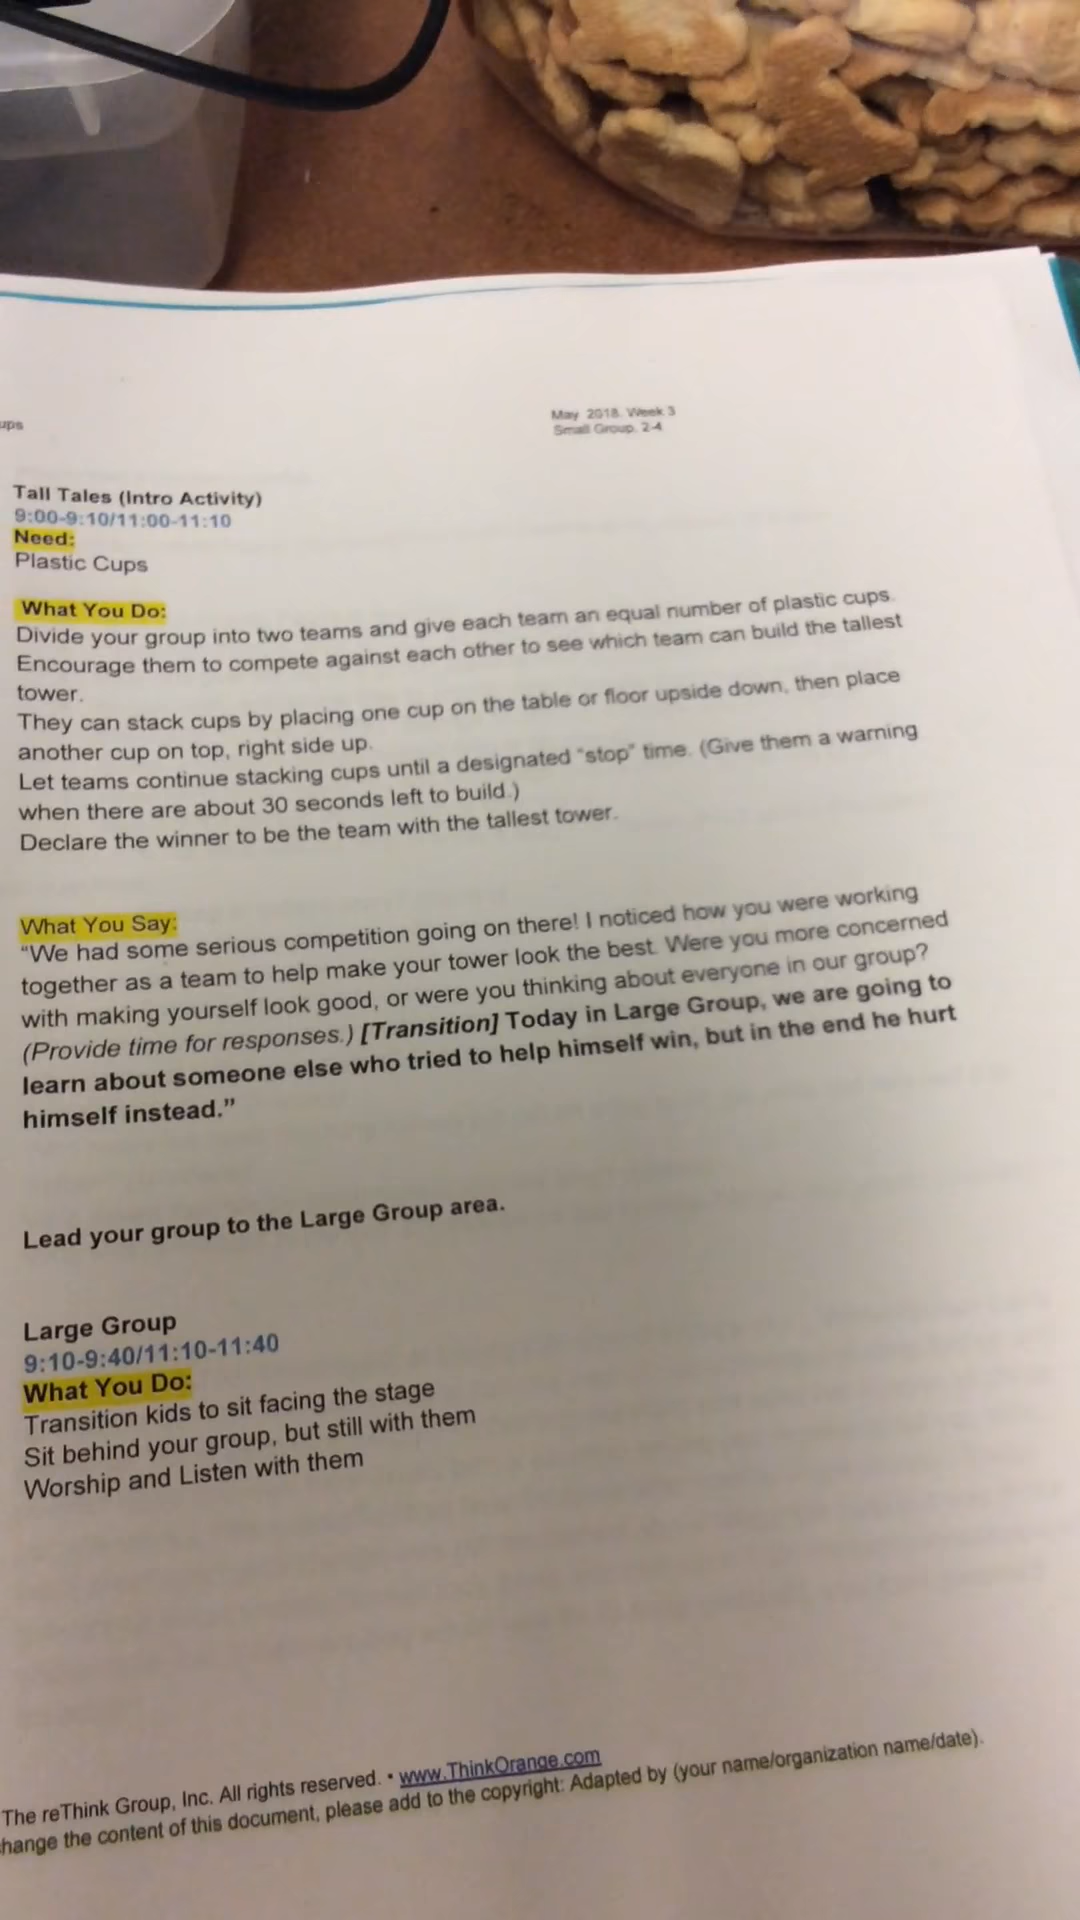 ups
May 2018. Week 3
Small Group, 2-4
Tall Tales (Intro Activity)
9:00-9:10/11:00-11:10
Need:
Plastic Cups
What You Do:
Divide your group into two teams and give each team an equal number of plastic cups.
Encourage them to compete against each other to see which team can build the tallest
tower.
They can stack cups by placing one cup on the table or floor upside down, then place
another cup on top, right side up.
Let teams continue stacking cups until a designated “stop” time. (Give them a warning
when there are about 30 seconds left to build.)
Declare the winner to be the team with the tallest tower.
What You Say:
“We had some serious competition going on there! I noticed how you were working
together as a team to help make your tower look the best. Were you more concerned
with making yourself look good, or were you thinking about everyone in our group?
(Provide time for responses.) [Transition] Today in Large Group, we are going to
learn about someone else who tried to help himself win, but in the end he hurt
himself instead.”
Lead your group to the Large Group area.
Large Group
9:10-9:40/11:10-11:40
What You Do:
Transition kids to sit facing the stage
Sit behind your group, but still with them
Worship and Listen with them
The reThink Group, Inc. All rights reserved. • www.ThinkOrange.com
hange the content of this document, please add to the copyright: Adapted by (your name/organization name/date).